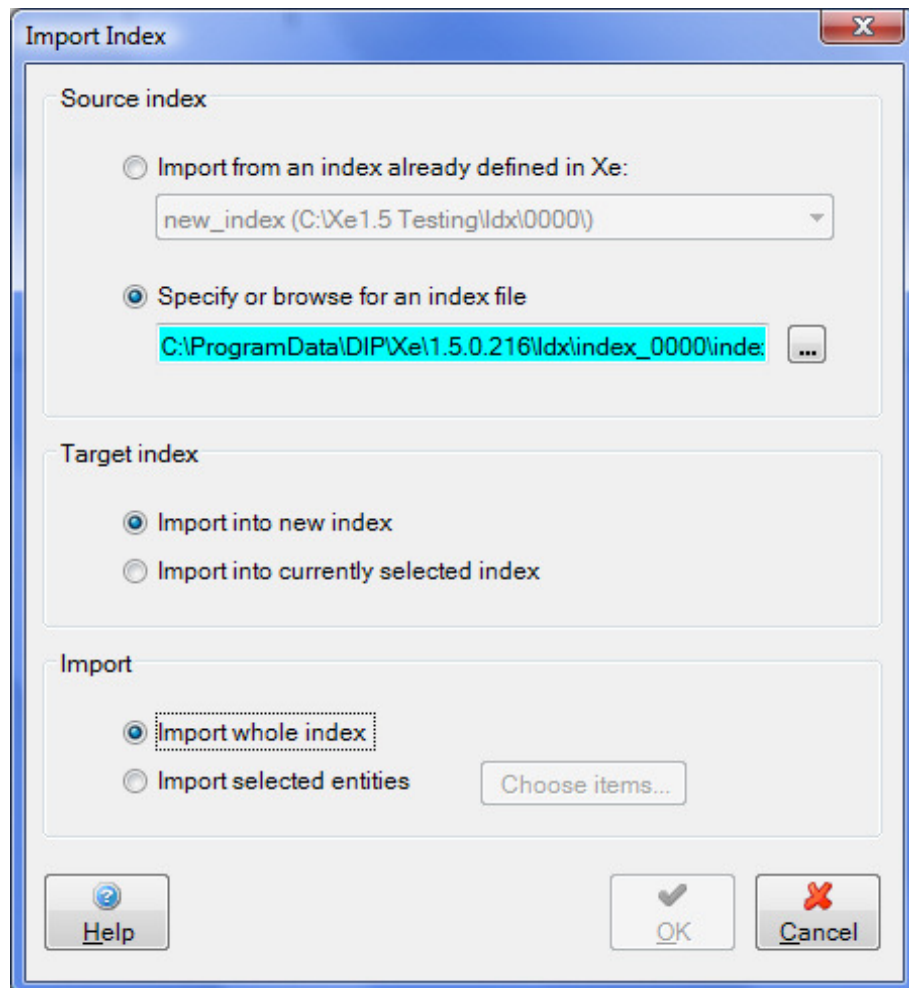 Import Index
Source index
Import from an index already defined in Xe:
new_index (C:\Xe1.5 Testing\Idx\0000\)
Specify or browse for an index file
C:\ProgramData\DIP\Xe\1.5.0.216\Idx\index_0000\inde:
...
Target index
Import into new index
Import into currently selected index
Import
Import whole index
Import selected entities
Choose items...
Help
OK
Cancel